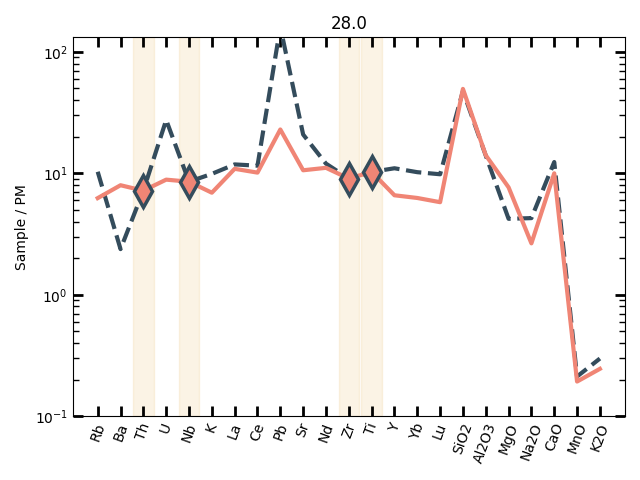 28.0
Sample / PM
10²
10¹
10⁰
10⁻¹
Rb Ba Th U Nb K La Ce Pb Sr Nd Zr Ti Y Yb Lu SiO2 Al2O3 MgO Na2O CaO MnO K2O